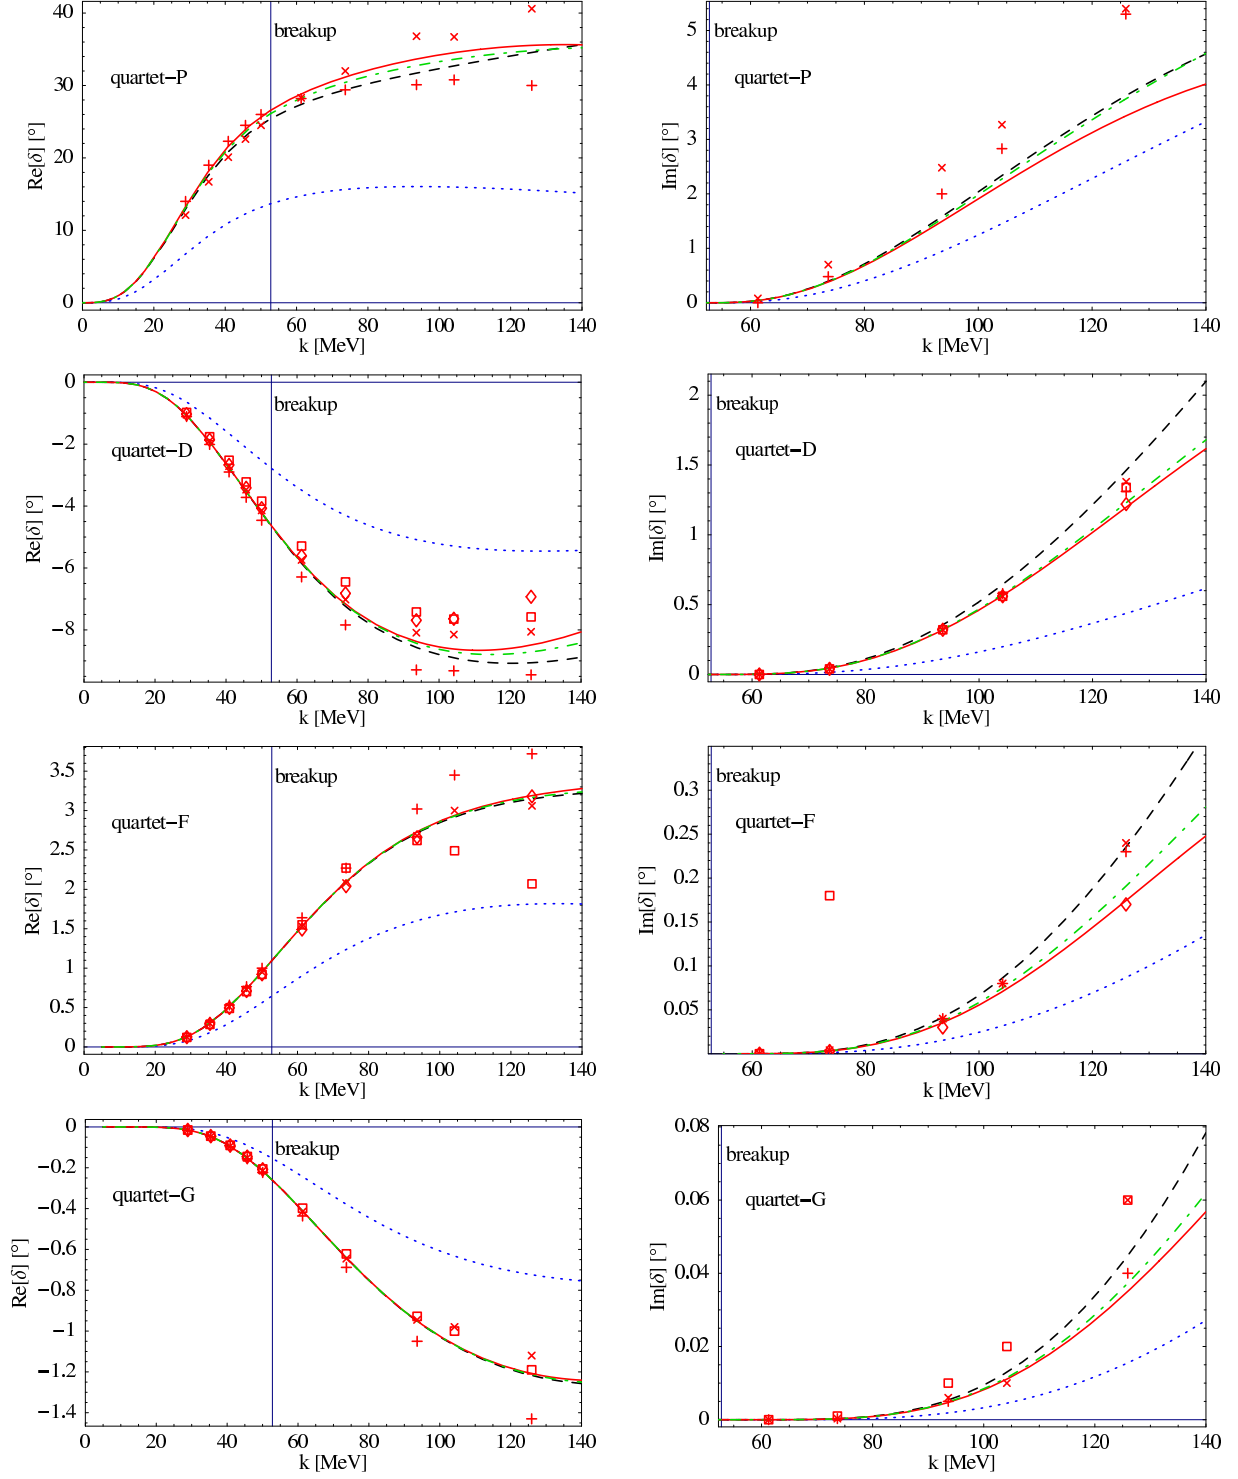 40
30
20
10
0
Re[δ] [°]
quartet−P
breakup
0 20 40 60 80 100 120 140
k [MeV]
5
4
3
2
1
0
Im[δ] [°]
breakup
quartet−P
60 80 100 120 140
k [MeV]
0
−2
−4
−6
−8
Re[δ] [°]
breakup
quartet−D
0 20 40 60 80 100 120 140
k [MeV]
2
1.5
1
0.5
0
Im[δ] [°]
breakup
quartet−D
60 80 100 120 140
k [MeV]
3.5
3
2.5
2
1.5
1
0.5
0
Re[δ] [°]
breakup
quartet−F
0 20 40 60 80 100 120 140
k [MeV]
0.3
0.25
0.2
0.15
0.1
0.05
Im[δ] [°]
breakup
quartet−F
60 80 100 120 140
k [MeV]
0
−0.2
−0.4
−0.6
−0.8
−1
−1.2
−1.4
Re[δ] [°]
breakup
quartet−G
0 20 40 60 80 100 120 140
k [MeV]
0.08
0.06
0.04
0.02
0
Im[δ] [°]
breakup
quartet−G
60 80 100 120 140
k [MeV]